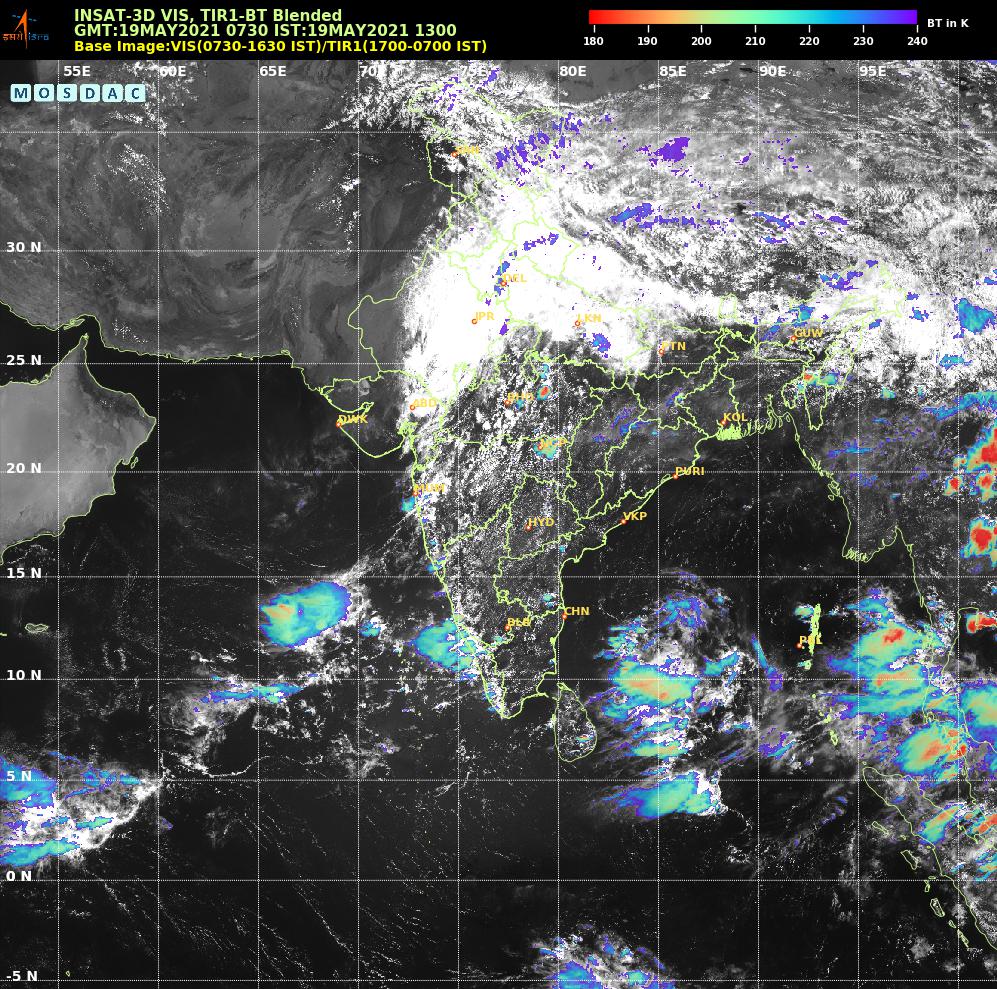 INSAT-3D VIS, TIR1-BT Blended
GMT:19MAY2021 0730 IST:19MAY2021 1300
Base Image:VIS(0730-1630 IST)/TIR1(1700-0700 IST)
BT in K
180 190 200 210 220 230 240
55E 60E 65E 70E 75E 80E 85E 90E 95E
M O S D A C
30 N
DEL
JPR
LKN
GUW
PTN
25 N
ABD
DWK
KOL
20 N
PURI
MUM
VKP
HYD
15 N
CHN
BLG
10 N
5 N
0 N
-5 N